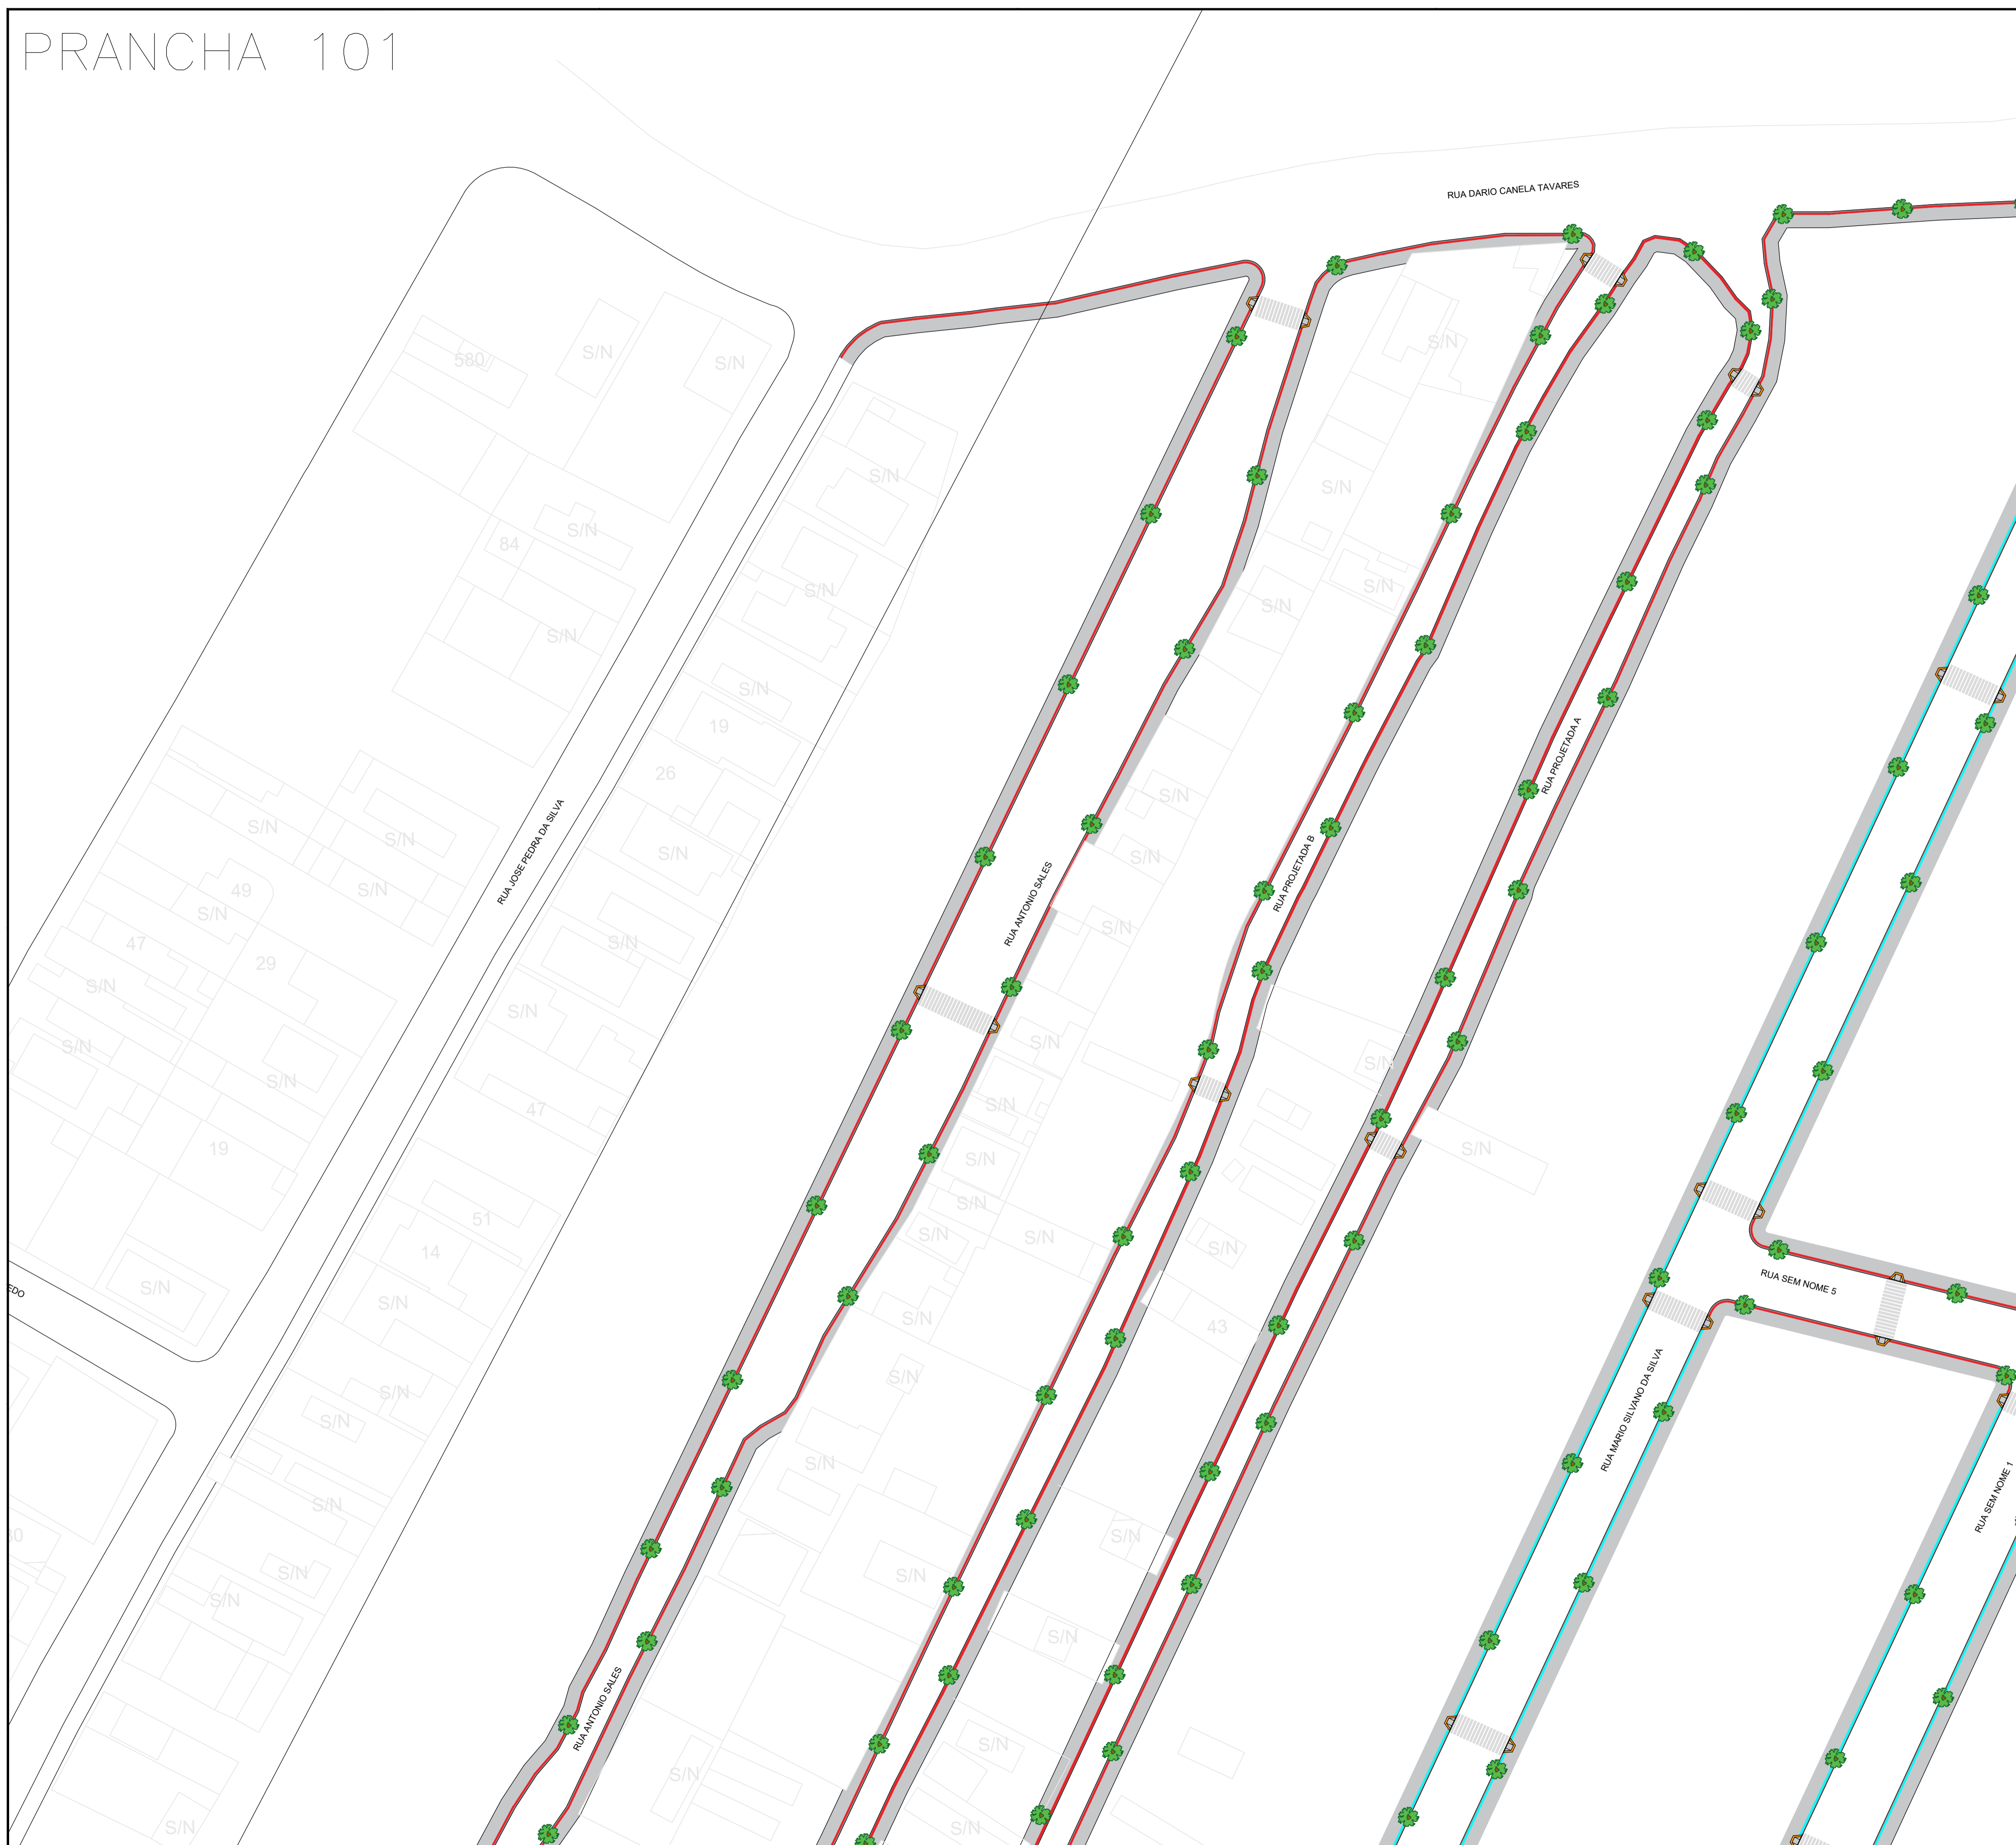 PRANCHA 101
RUA DARIO CANELA TAVARES
S/N
580
S/N
S/N
S/N
S/N
S/N
84
S/N
S/N
S/N
S/N
S/N
S/N
19
26
S/N
RUA PROJETADA A
S/N
S/N
RUA JOSE PEDRA DA SILVA
S/N
S/N
RUA PROJETADA B
49
S/N
S/N
RUA ANTONIO SALES
S/N
47
S/N
29
S/N
S/N
S/N
S/N
S/N
S/N
47
S/N
19
S/N
S/N
S/N
51
S/N
S/N
S/N
14
RUA SEM NOME 5
S/N
EDO
S/N
S/N
43
S/N
S/N
S/N
RUA MARIO SILVANO DA SILVA
S/N
S/N
RUA SEM NOME 1
S/N
S/N
S/N
S/N
S/N
S/N
RUA ANTONIO SALES
S/N
S/N
S/N
S/N